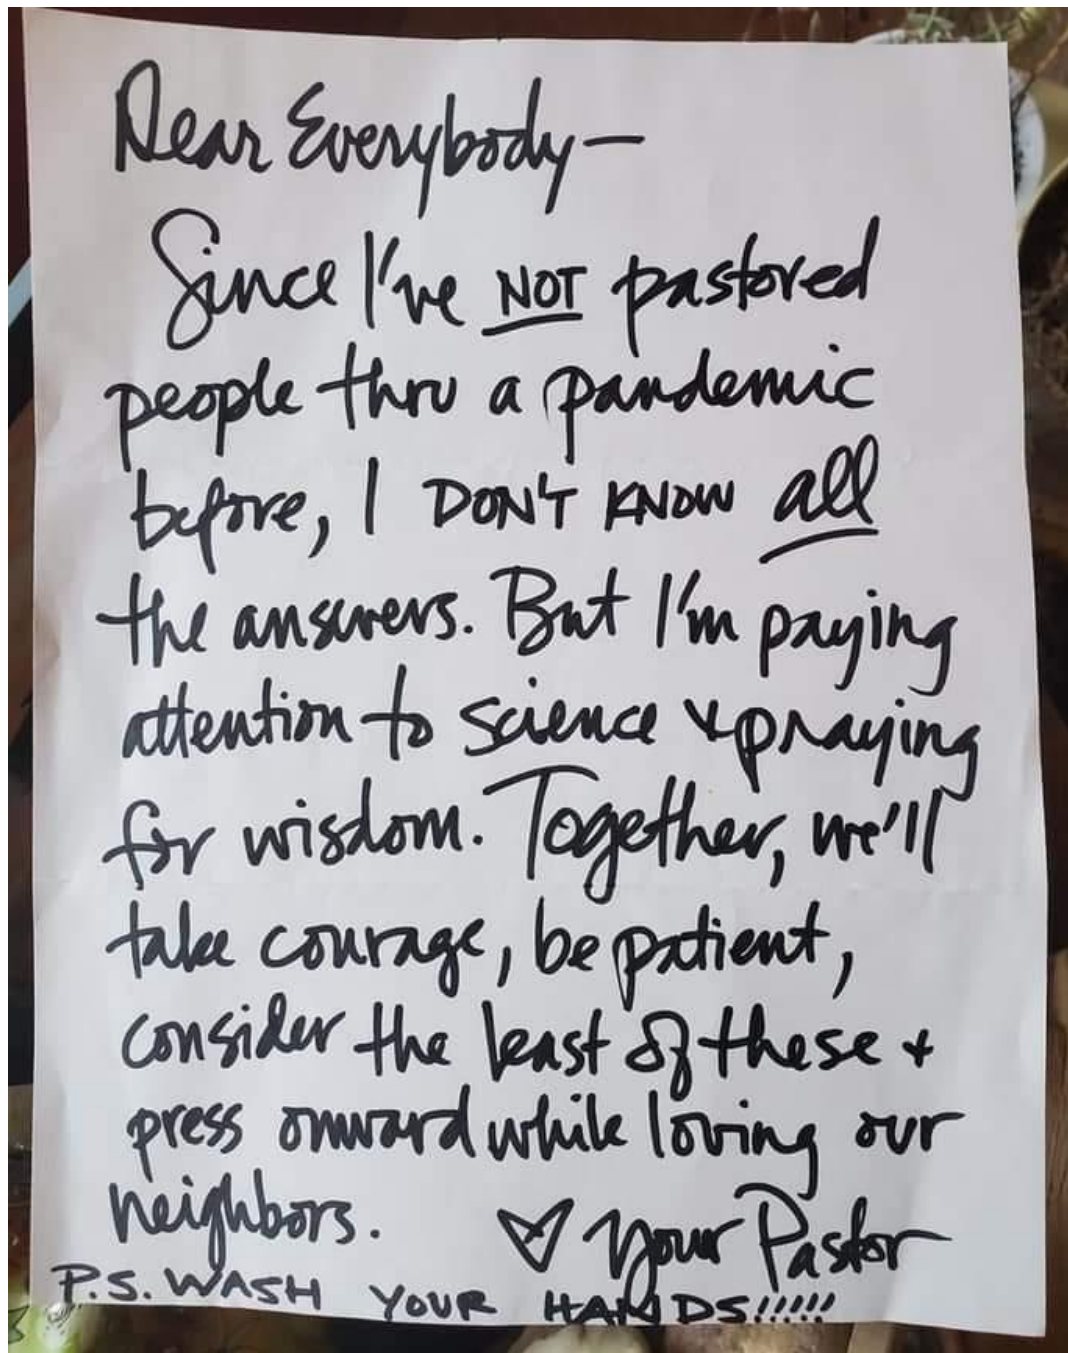 Dear Everybody—
Since I've NOT pastored
people thru a pandemic
before, I DON'T KNOW all
the answers. But I'm paying
attention to science & praying
for wisdom. Together, we'll
take courage, be patient,
consider the least of these +
press onward while loving our
neighbors. ♡ Your Pastor
P.S. WASH YOUR HANDS!!!!!